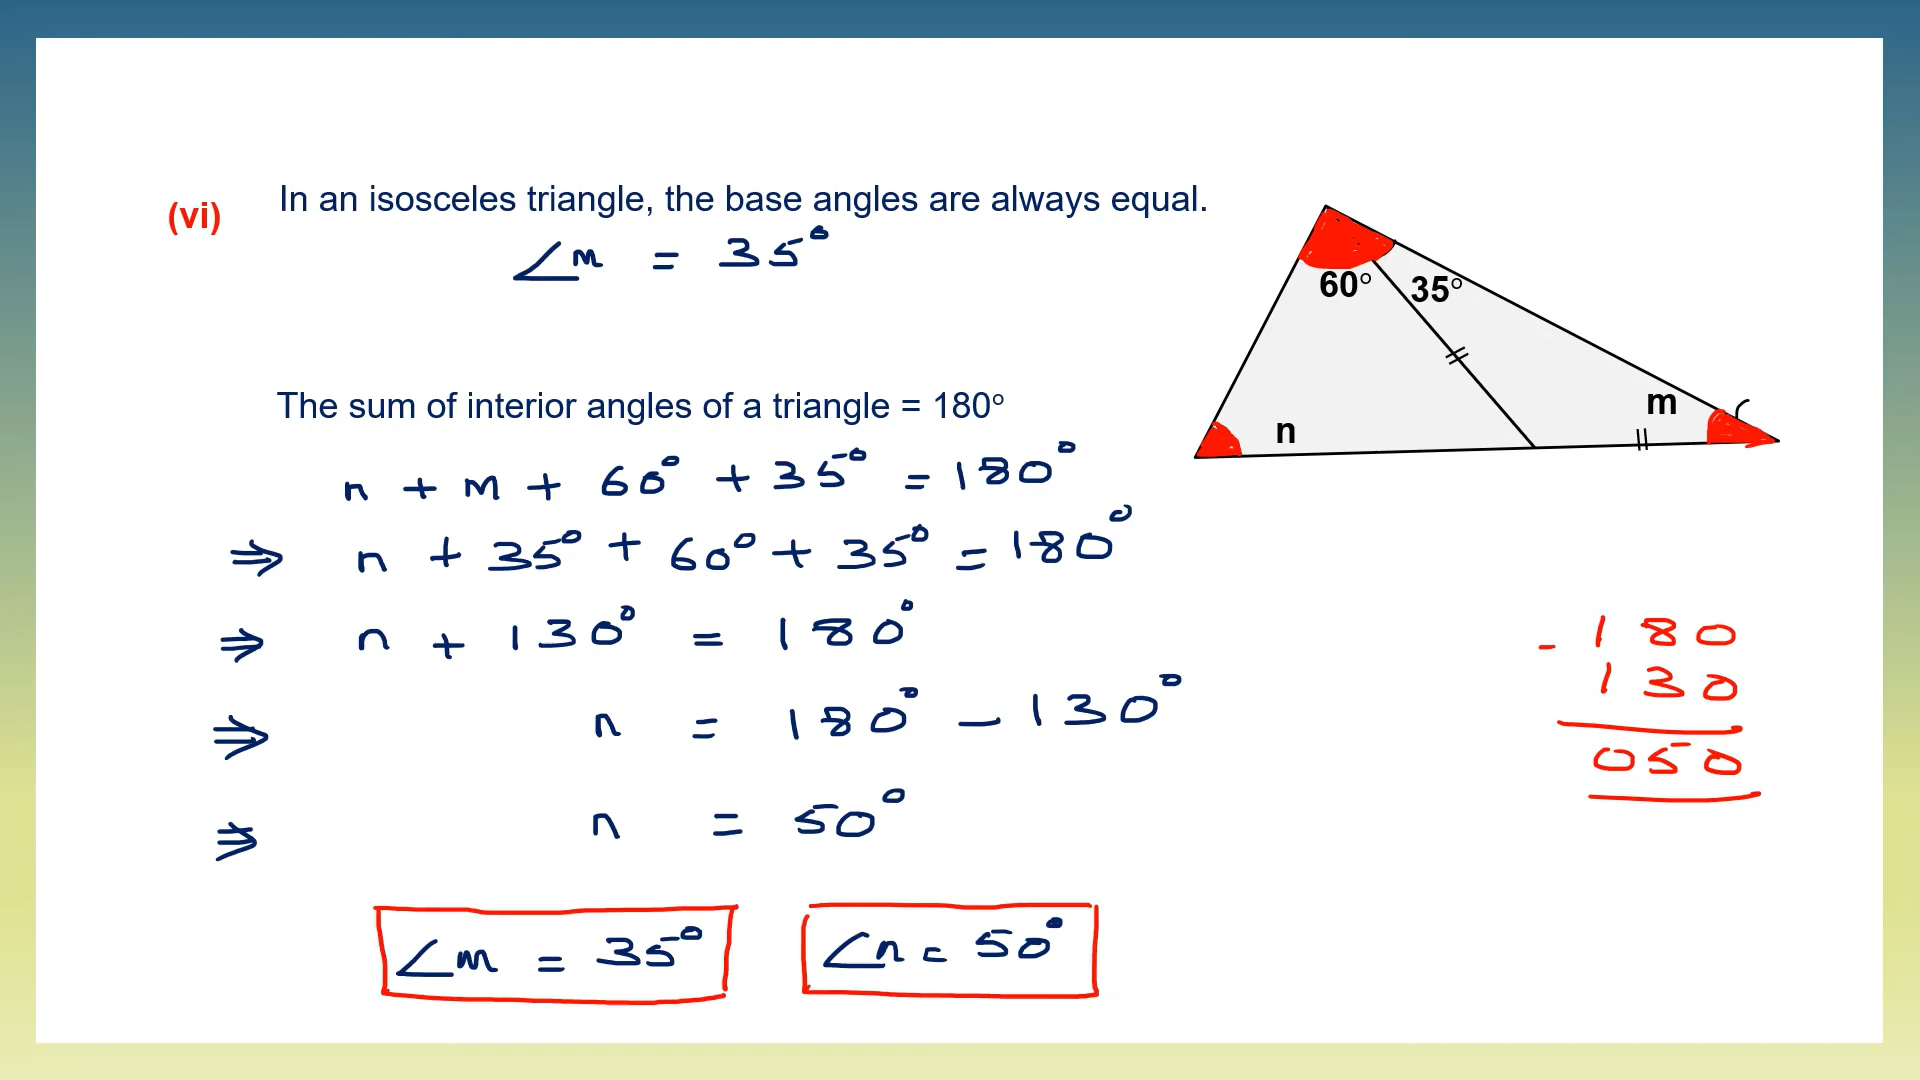 (vi) In an isosceles triangle, the base angles are always equal.
∠m = 35°
60° 35°
m
n
The sum of interior angles of a triangle = 180°
n + m + 60° + 35° = 180°
⇒ n + 35° + 60° + 35° = 180°
⇒ n + 130° = 180°
⇒ n = 180° – 130°
⇒ n = 50°
- 180
130
050
∠m = 35° ∠n = 50°